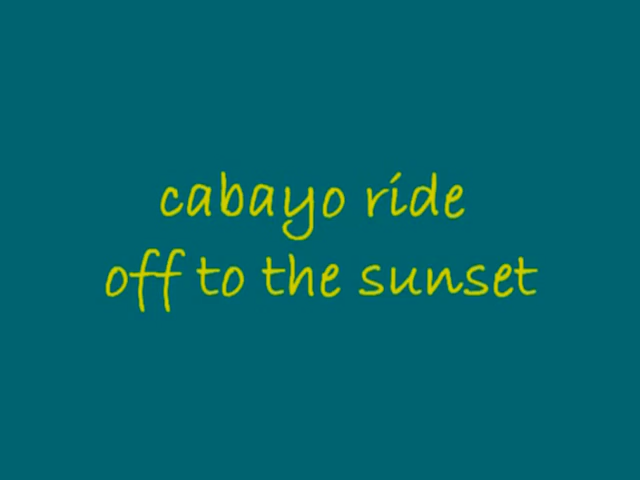 cabayo ride
off to the sunset